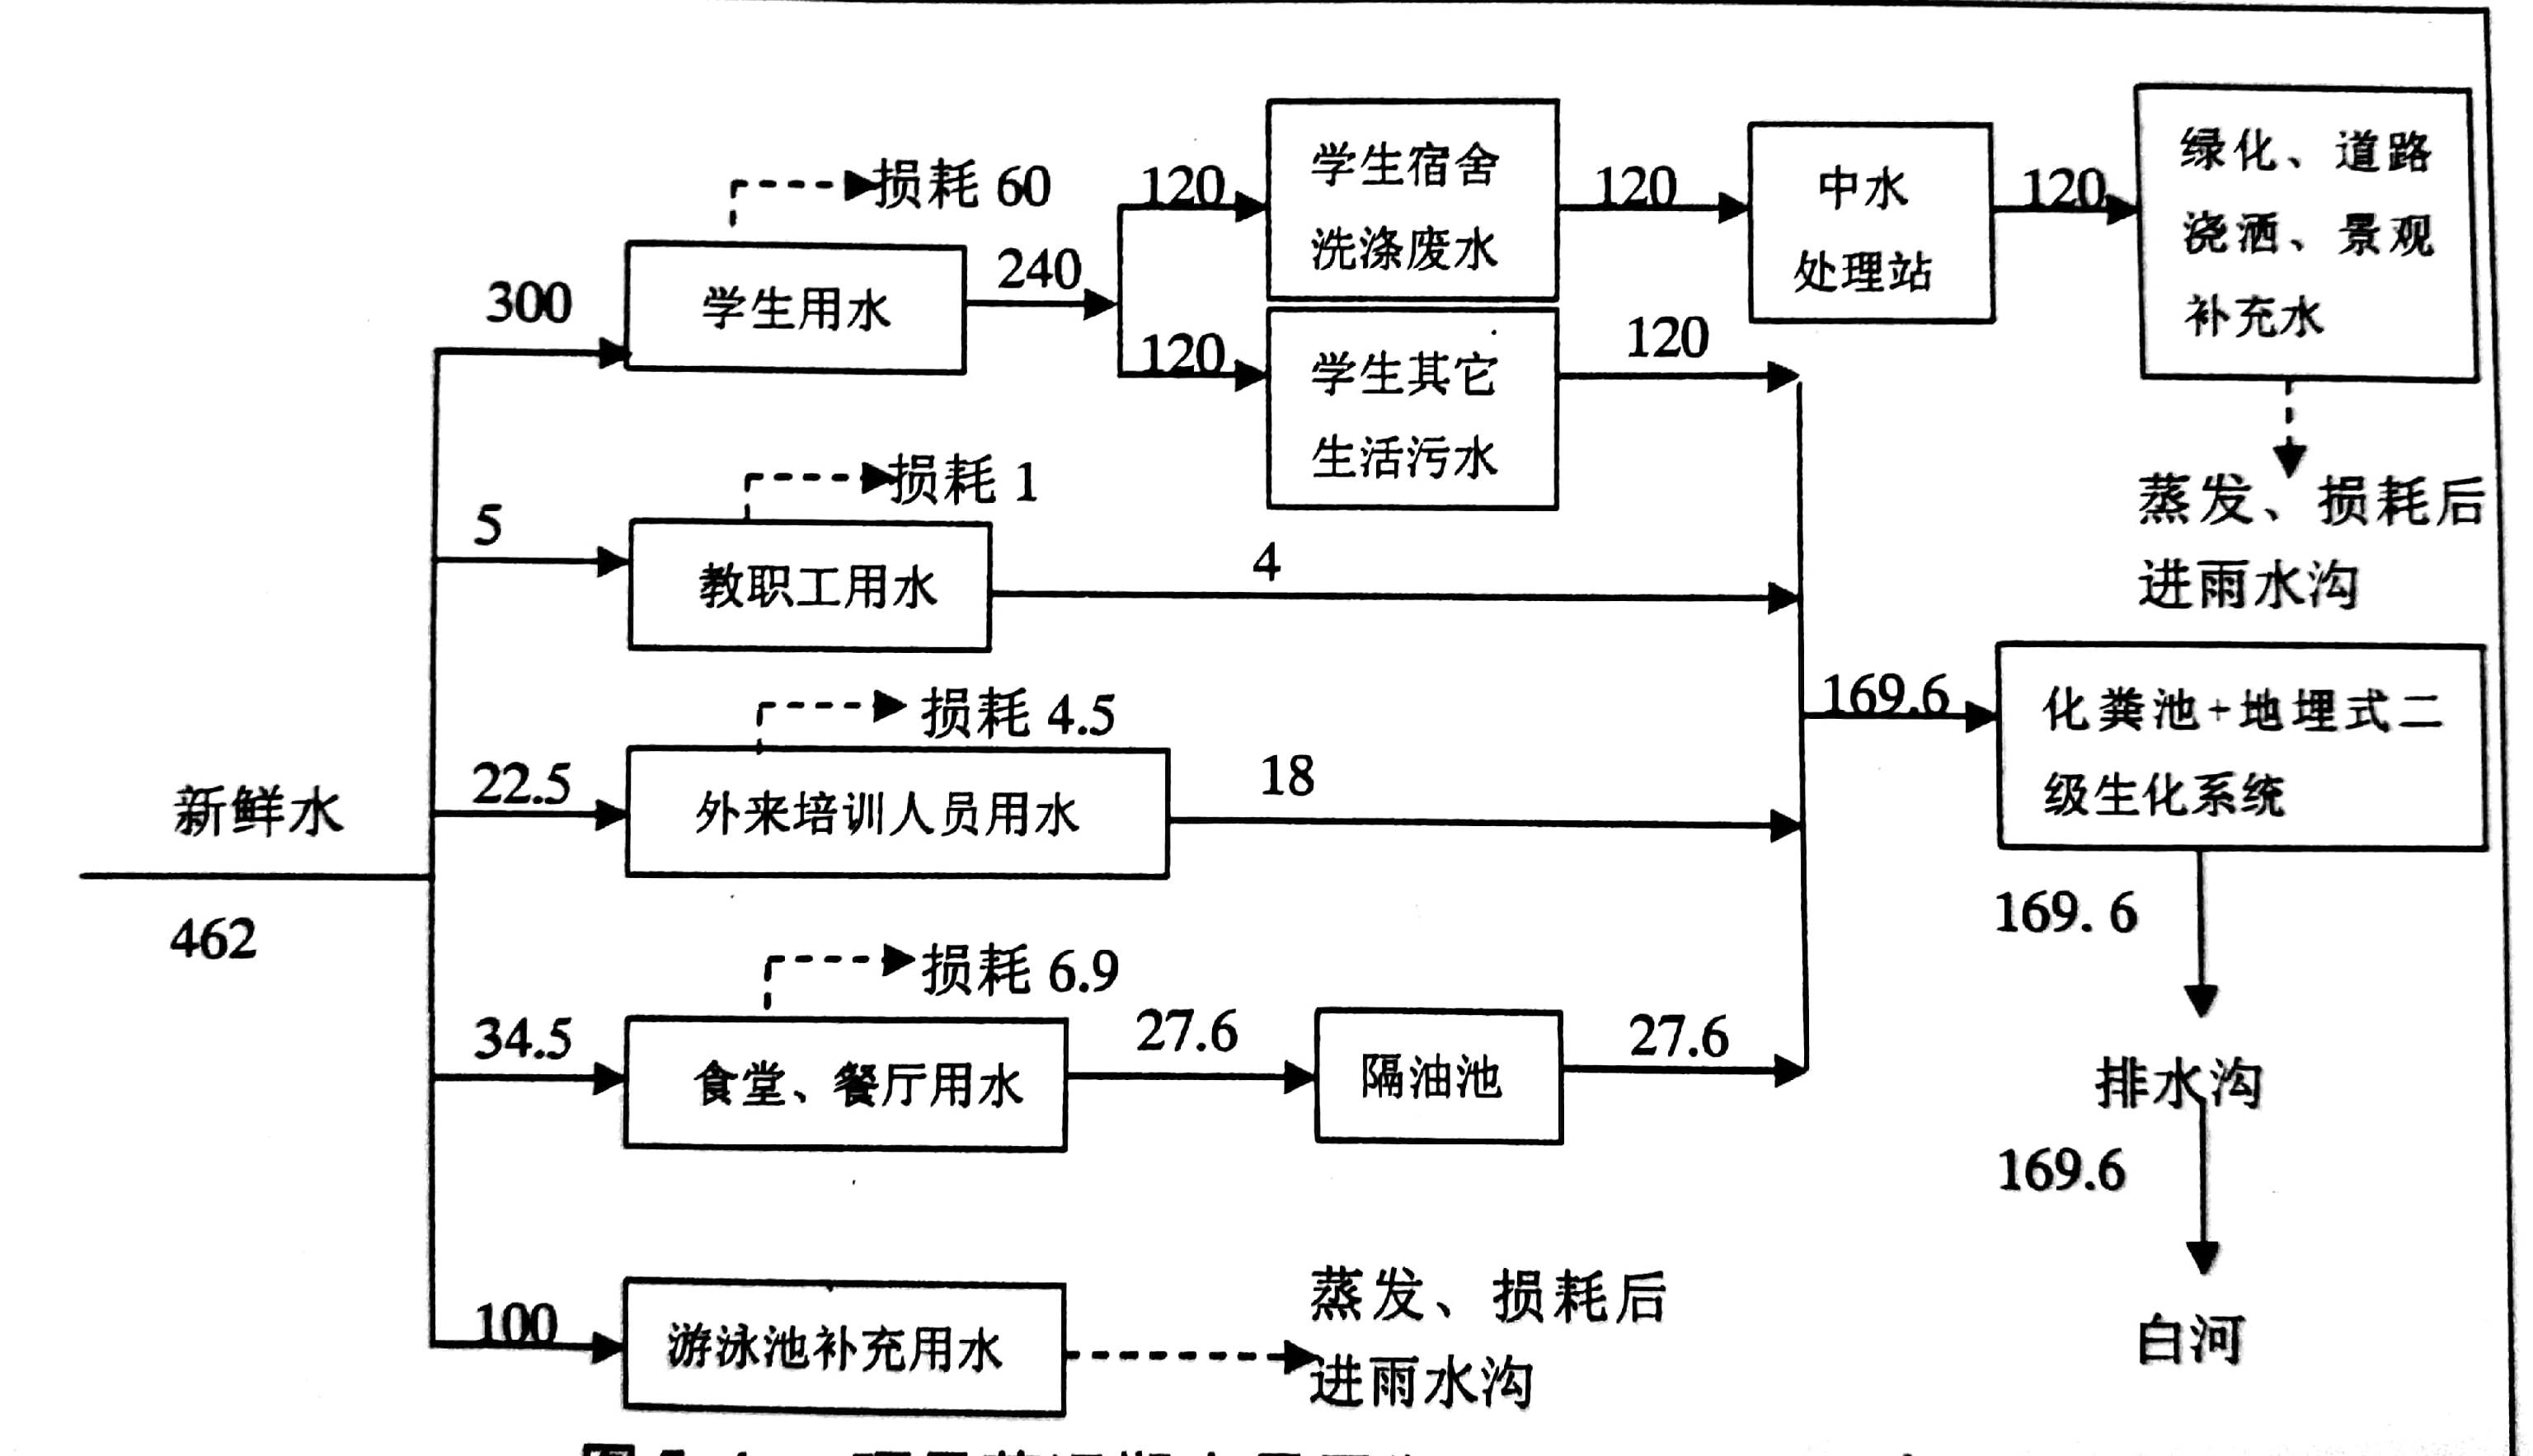 损耗 60
300
学生用水
240
120
学生宿舍
洗涤废水
120
中水
处理站
120
绿化、道路
浇洒、景观
补充水
蒸发、损耗后
进雨水沟
120
学生其它
生活污水
120
损耗 1
5
教职工用水
4
损耗 4.5
22.5
外来培训人员用水
18
新鲜水
462
169.6
化粪池+地埋式二
级生化系统
169.6
排水沟
169.6
白河
损耗 6.9
34.5
食堂、餐厅用水
27.6
隔油池
27.6
100
游泳池补充用水
蒸发、损耗后
进雨水沟